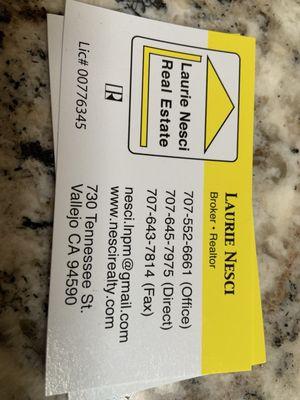 Laurie Nesci
Real Estate
R
Lic# 00776345
LAURIE NESCI
Broker • Realtor
707-552-6661 (Office)
707-645-7975 (Direct)
707-643-7814 (Fax)
nesci.lnpm@gmail.com
www.nescirealty.com
730 Tennessee St.
Vallejo CA 94590